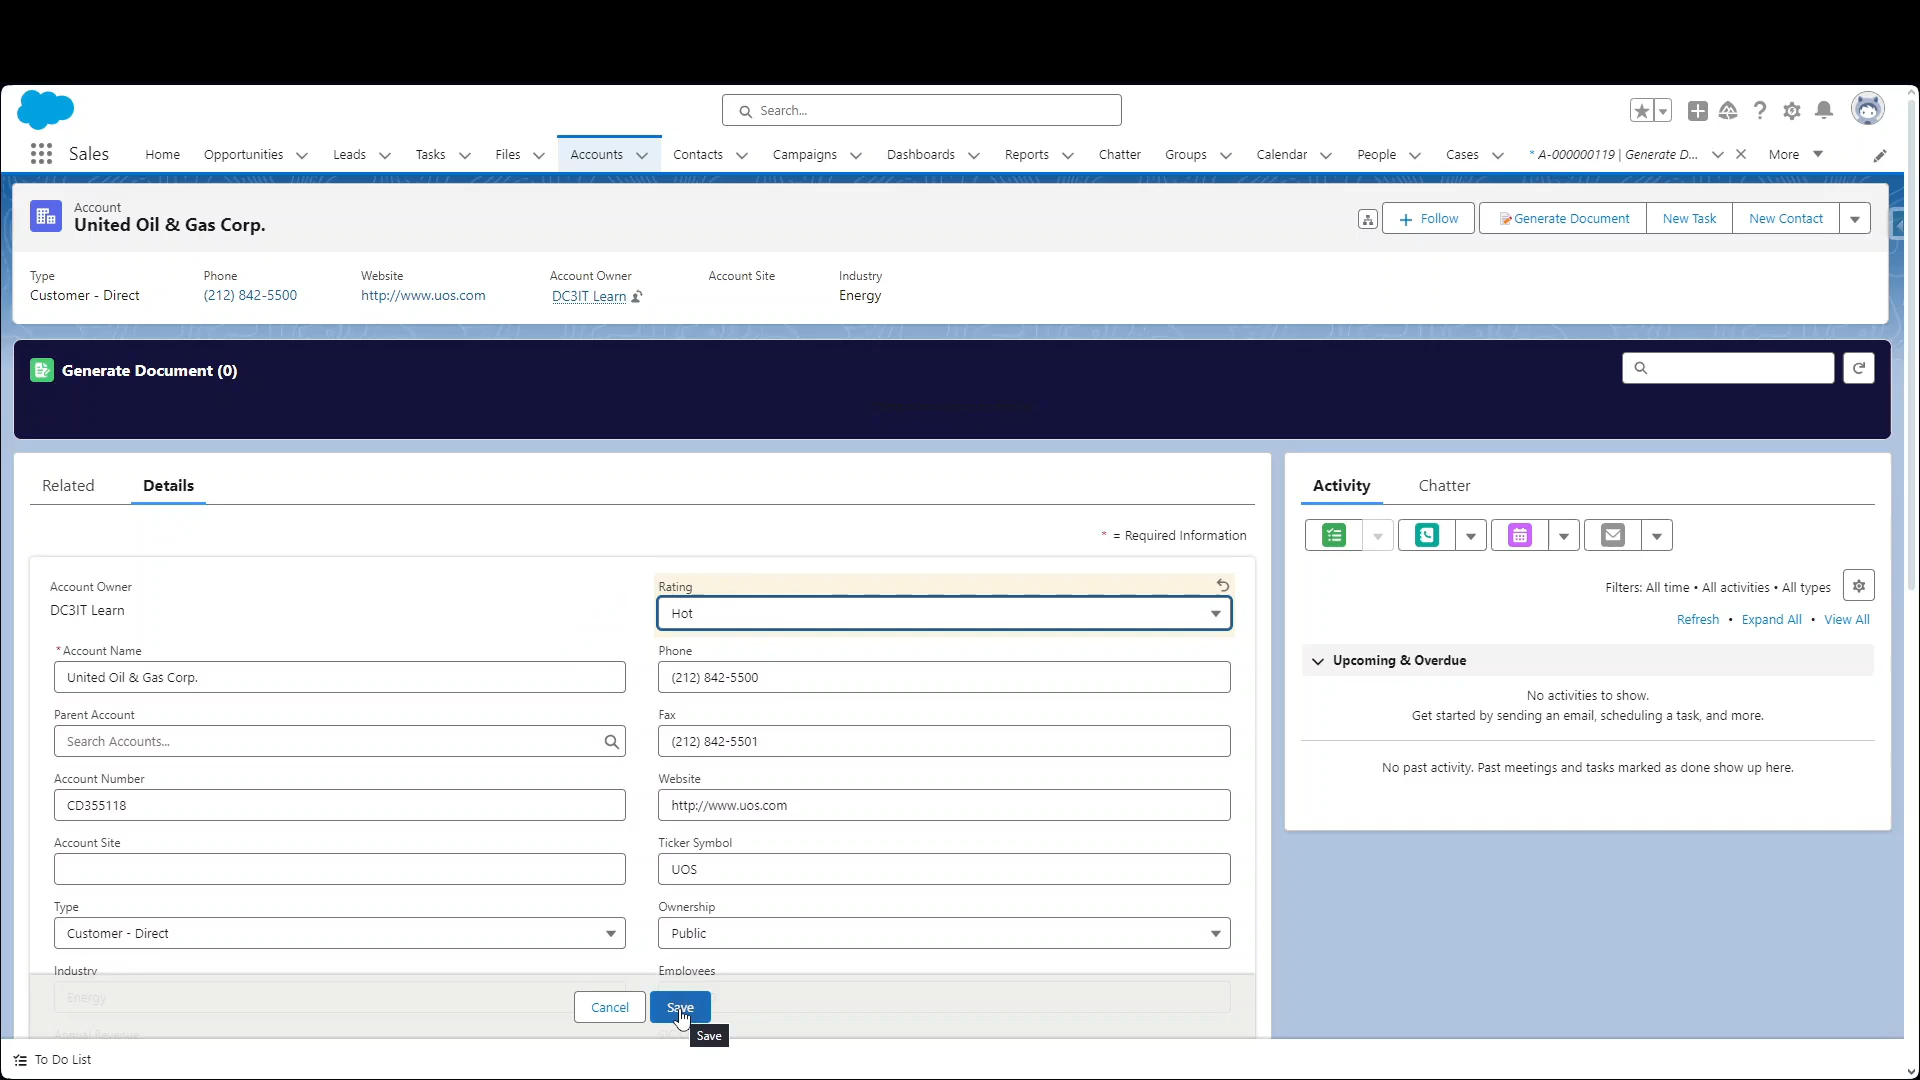 Search...
Sales
Home
Opportunities
Leads
Tasks
Files
Accounts
Contacts
Campaigns
Dashboards
Reports
Chatter
Groups
Calendar
People
Cases
* A-000000119 | Generate D...
More
Account
United Oil & Gas Corp.
Follow
Generate Document
New Task
New Contact
Type
Phone
Website
Account Owner
Account Site
Industry
Customer - Direct
(212) 842-5500
http://www.uos.com
DC3IT Learn
Energy
Generate Document (0)
Related
Details
* = Required Information
Account Owner
DC3IT Learn
Rating
Hot
*Account Name
United Oil & Gas Corp.
Phone
(212) 842-5500
Parent Account
Search Accounts...
Fax
(212) 842-5501
Account Number
CD355118
Website
http://www.uos.com
Account Site
Ticker Symbol
UOS
Type
Customer - Direct
Ownership
Public
Industry
Energy
Employees
Annual Revenue
Cancel
Save
Save
To Do List
Activity
Chatter
Filters: All time • All activities • All types
Refresh • Expand All • View All
Upcoming & Overdue
No activities to show.
Get started by sending an email, scheduling a task, and more.
No past activity. Past meetings and tasks marked as done show up here.